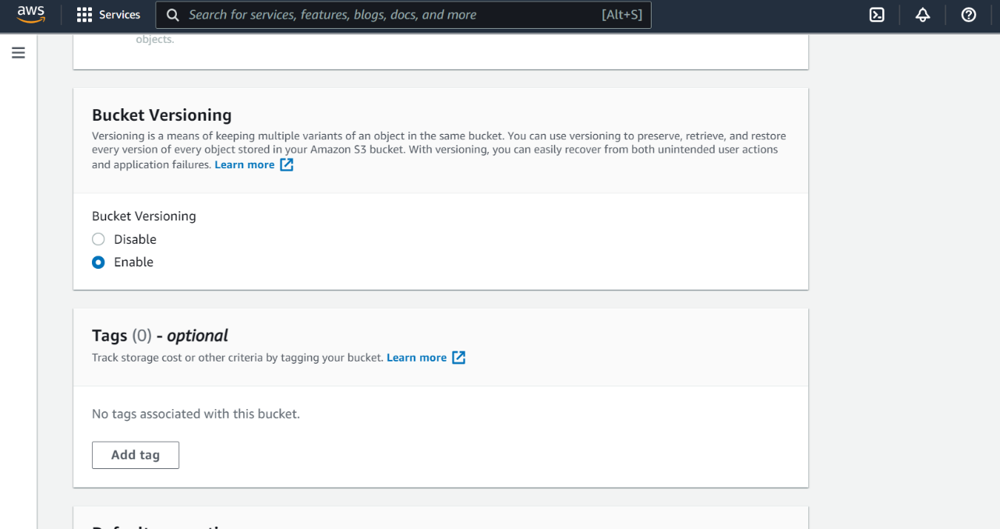 aws
Services
Search for services, features, blogs, docs, and more
[Alt+S]
objects.
Bucket Versioning
Versioning is a means of keeping multiple variants of an object in the same bucket. You can use versioning to preserve, retrieve, and restore
every version of every object stored in your Amazon S3 bucket. With versioning, you can easily recover from both unintended user actions
and application failures. Learn more
Bucket Versioning
Disable
Enable
Tags (0) - optional
Track storage cost or other criteria by tagging your bucket. Learn more
No tags associated with this bucket.
Add tag